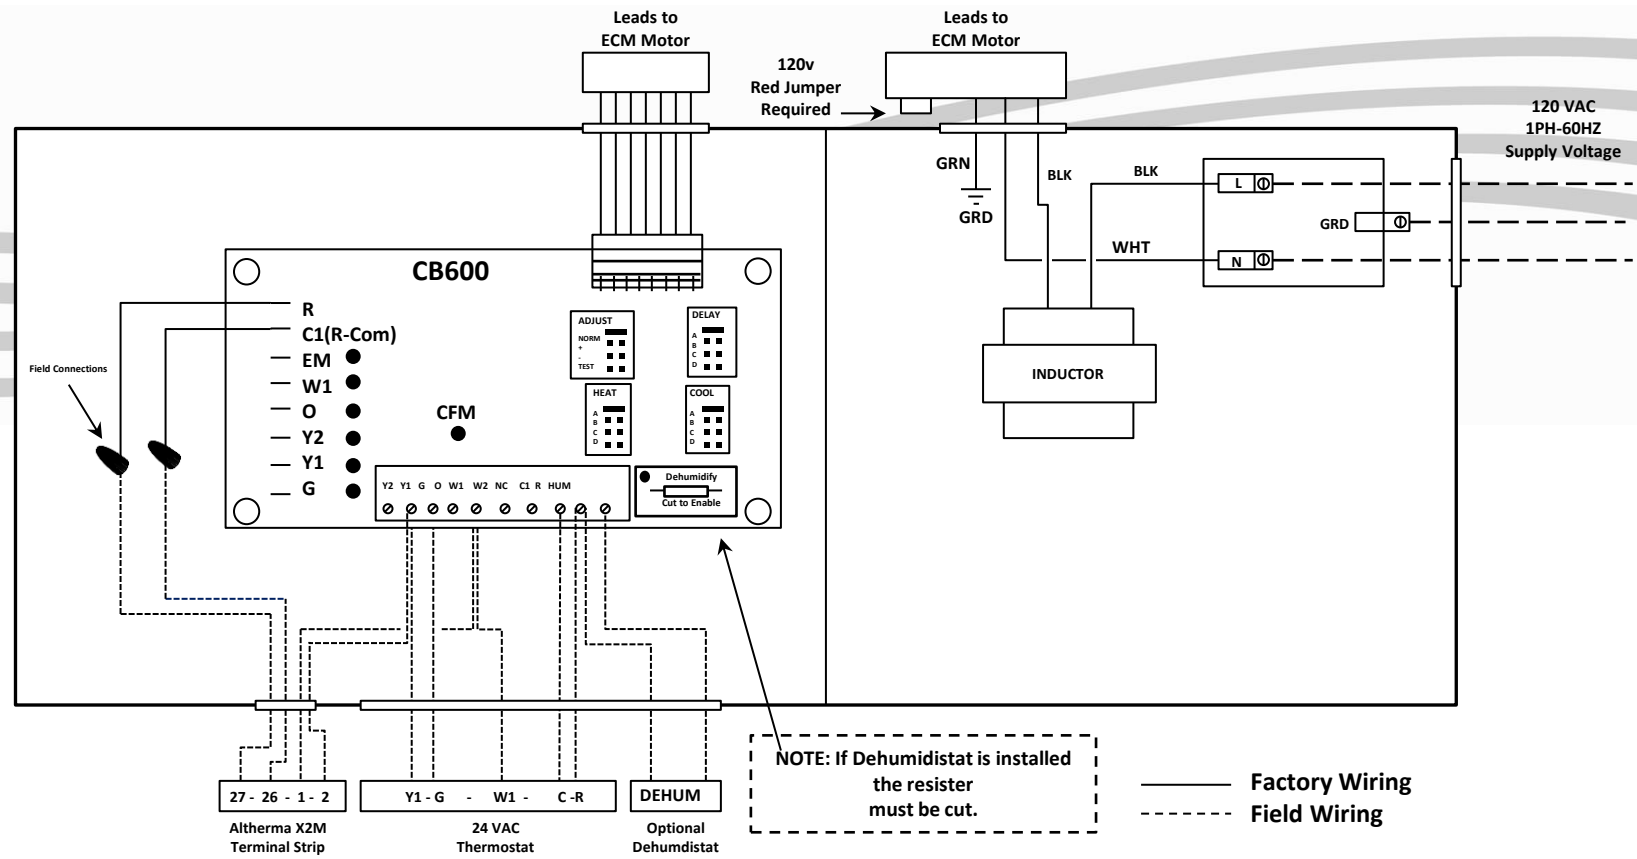 Leads to
ECM Motor
Leads to
ECM Motor
120v
Red Jumper
Required
120 VAC
1PH-60HZ
Supply Voltage
GRN
BLK
BLK
GRD
WHT
L
GRD
N
CB600
R
C1(R-Com)
EM
W1
O
Y2
Y1
G
Field Connections
CFM
ADJUST
NORM
+
-
TEST
DELAY
A
B
C
D
HEAT
A
B
C
D
COOL
A
B
C
D
INDUCTOR
Y2 Y1 G O W1 W2 NC C1 R HUM
Dehumidify
Cut to Enable
NOTE: If Dehumidistat is installed
the resister
must be cut.
27 - 26 - 1 - 2
Altherma X2M
Terminal Strip
Y1 - G - W1 - C -R
24 VAC
Thermostat
DEHUM
Optional
Dehumdistat
Factory Wiring
Field Wiring